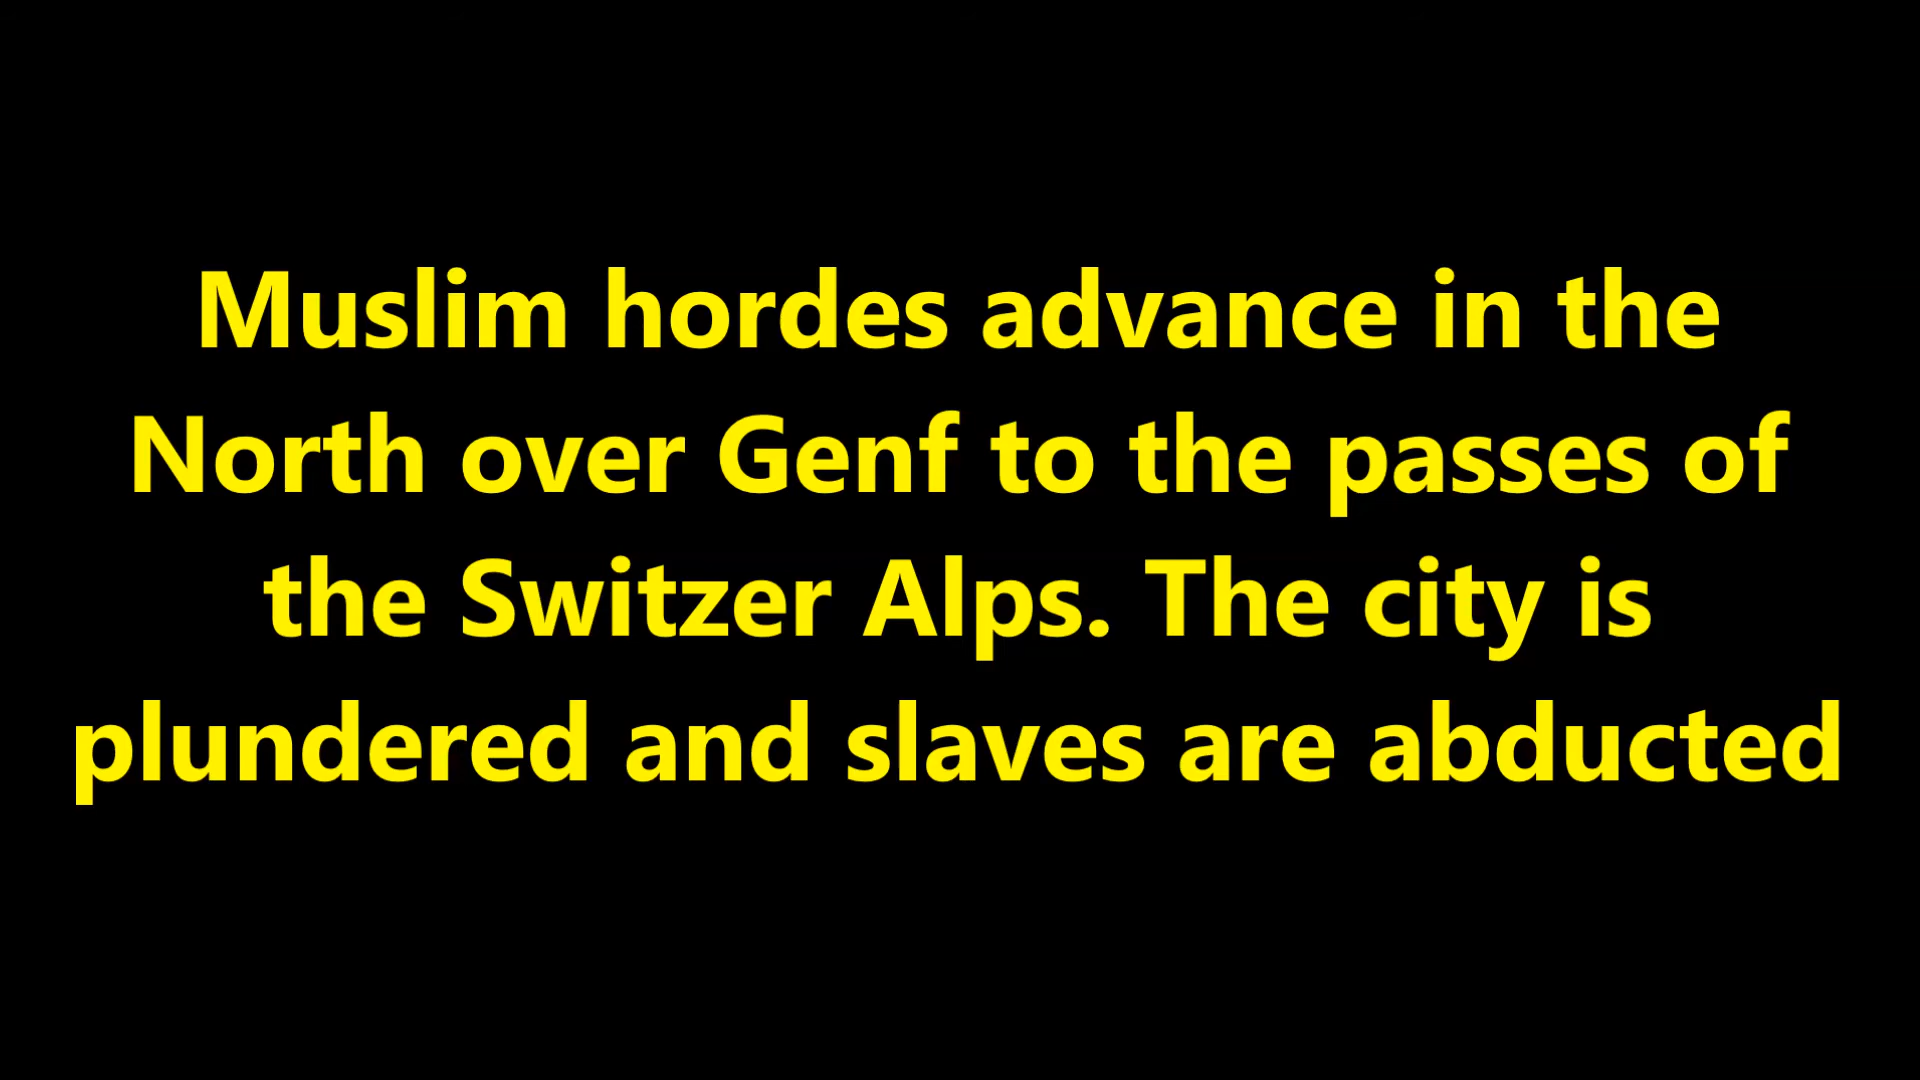 Muslim hordes advance in the
North over Genf to the passes of
the Switzer Alps. The city is
plundered and slaves are abducted